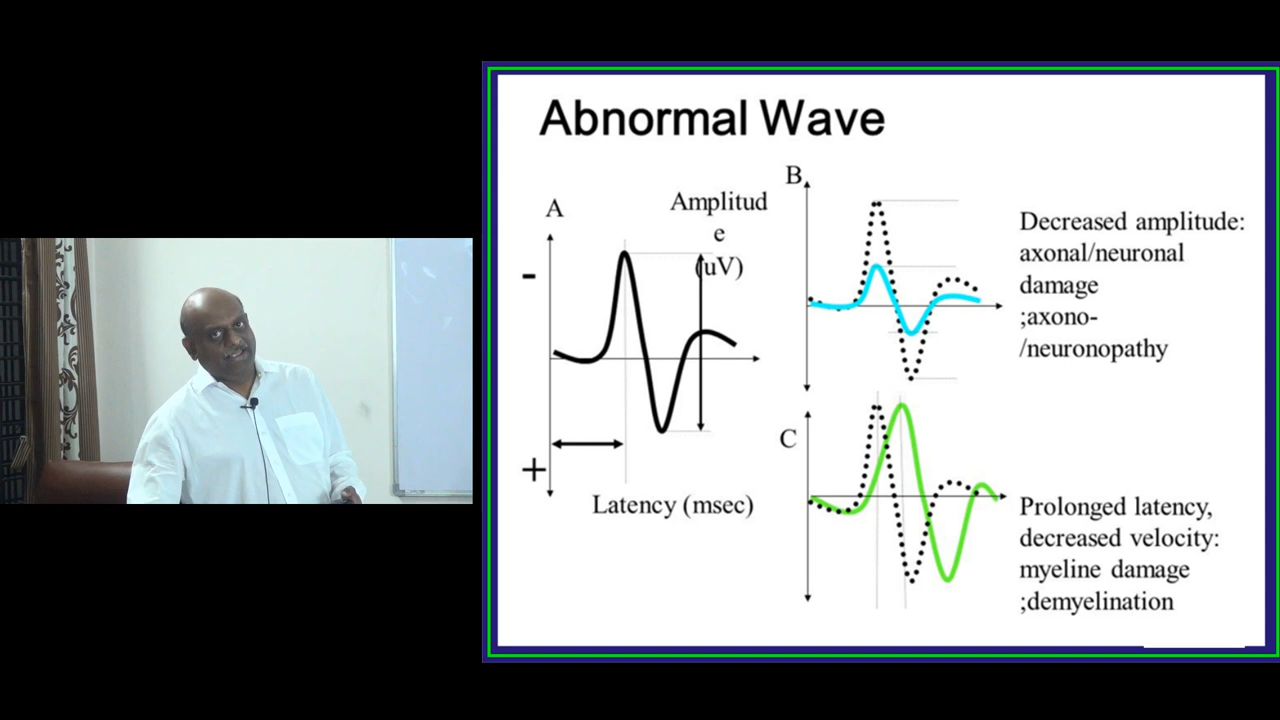 Abnormal Wave
A
Amplitud
e
(uV)
-
+
Latency (msec)
B
Decreased amplitude:
axonal/neuronal
damage
;axono-
/neuronopathy
C
Prolonged latency,
decreased velocity:
myeline damage
;demyelination